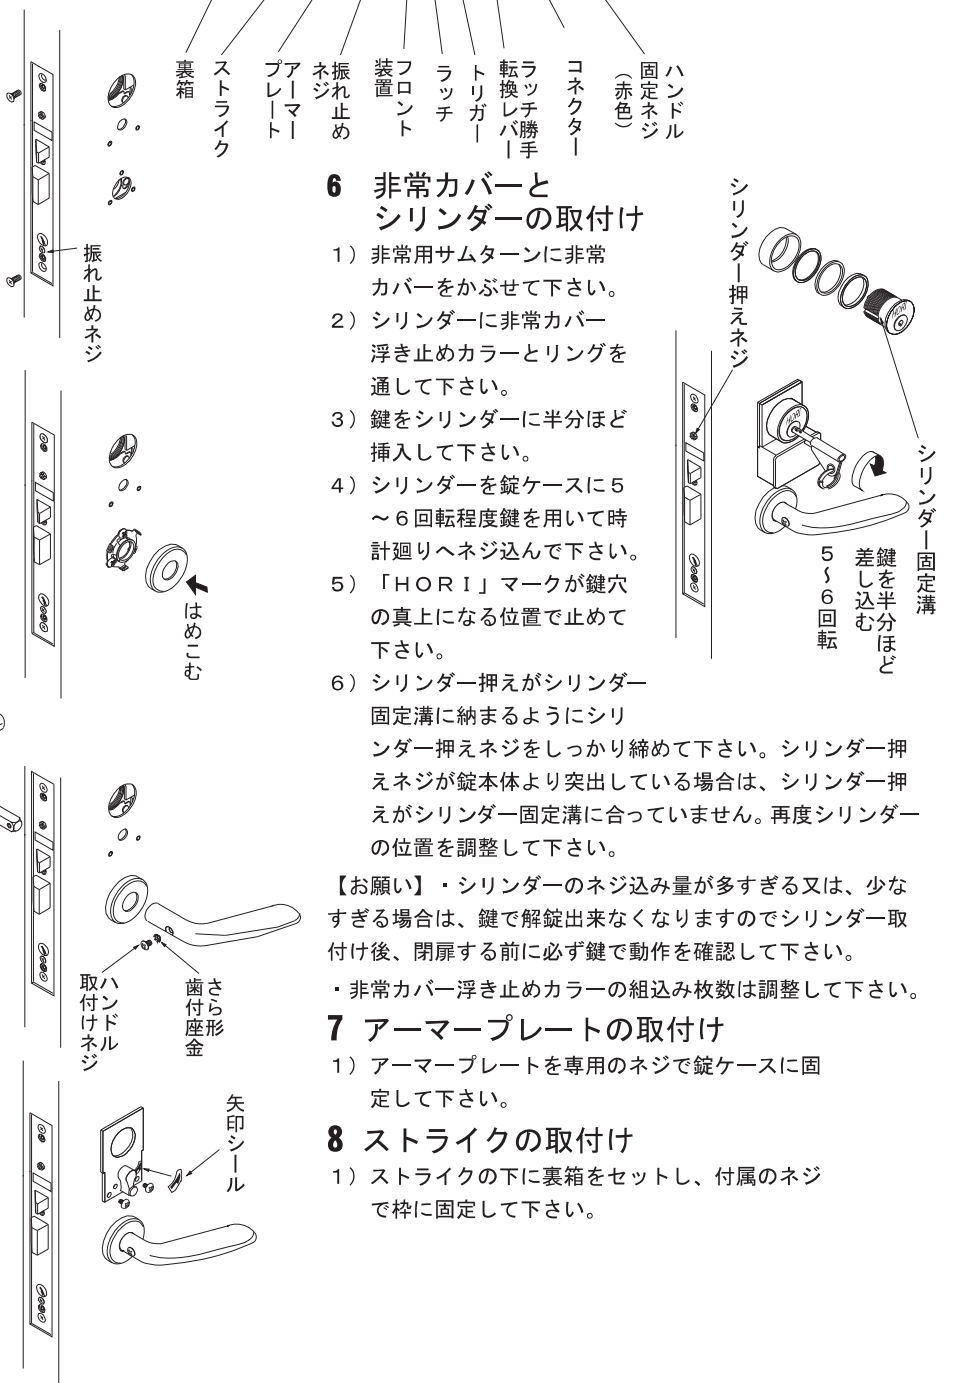 裏箱
ストライク
アーマー
プレート
振れ止め
ネジ
フロント
装置
ラッチ
トリガー
ラッチ勝手
転換レバー
コネクター
ハンドル
固定ネジ
（赤色）
振れ止めネジ
はめこむ
ハンドル
取付けネジ
さら形
歯付座金
矢印シール
6 非常カバーと
シリンダーの取付け
１）非常用サムターンに非常
カバーをかぶせて下さい。
２）シリンダーに非常カバー
浮き止めカラーとリングを
通して下さい。
３）鍵をシリンダーに半分ほど
挿入して下さい。
４）シリンダーを錠ケースに５
～６回転程度鍵を用いて時
計廻りへネジ込んで下さい。
５）「ＨＯＲＩ」マークが鍵穴
の真上になる位置で止めて
下さい。
６）シリンダー押えがシリンダー
固定溝に納まるようにシリ
ンダー押えネジをしっかり締めて下さい。シリンダー押
えネジが錠本体より突出している場合は、シリンダー押
えがシリンダー固定溝に合っていません。再度シリンダー
の位置を調整して下さい。
【お願い】・シリンダーのネジ込み量が多すぎる又は、少な
すぎる場合は、鍵で解錠出来なくなりますのでシリンダー取
付け後、閉扉する前に必ず鍵で動作を確認して下さい。
・非常カバー浮き止めカラーの組込み枚数は調整して下さい。
7 アーマープレートの取付け
１）アーマープレートを専用のネジで錠ケースに固
定して下さい。
8 ストライクの取付け
１）ストライクの下に裏箱をセットし、付属のネジ
で枠に固定して下さい。
シリンダー押えネジ
HORI
HORI
シリンダー固定溝
鍵を半分ほど
差し込む
５～６回転